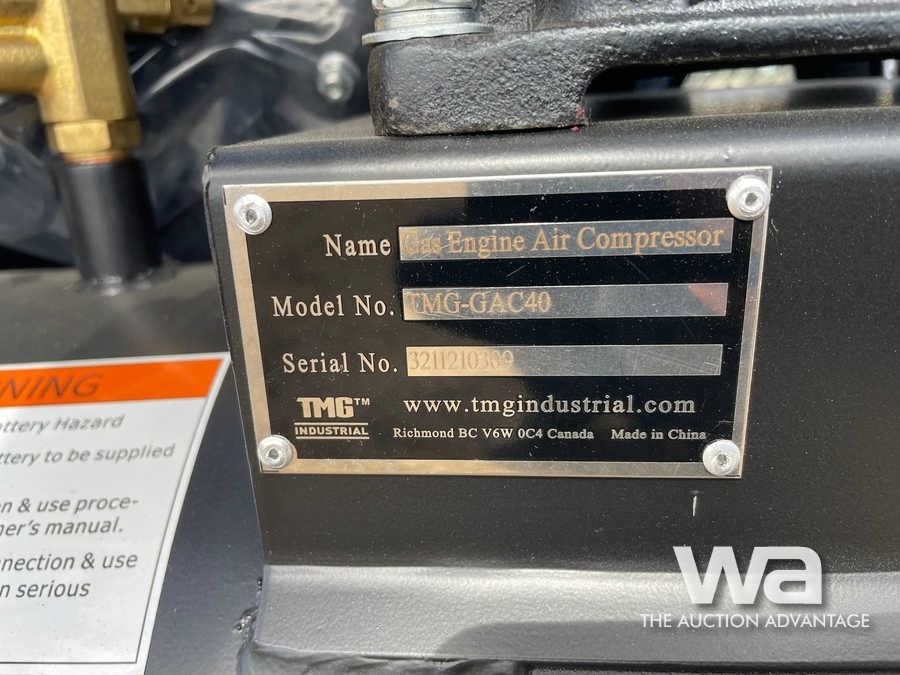 Name Gas Engine Air Compressor
Model No. TMG-GAC40
Serial No. 3211210309
TMG™
INDUSTRIAL
www.tmgindustrial.com
Richmond BC V6W 0C4 Canada Made in China
NING
ttery Hazard
ttery to be supplied
n & use proce-
ner's manual.
nnection & use
n serious
wa
THE AUCTION ADVANTAGE